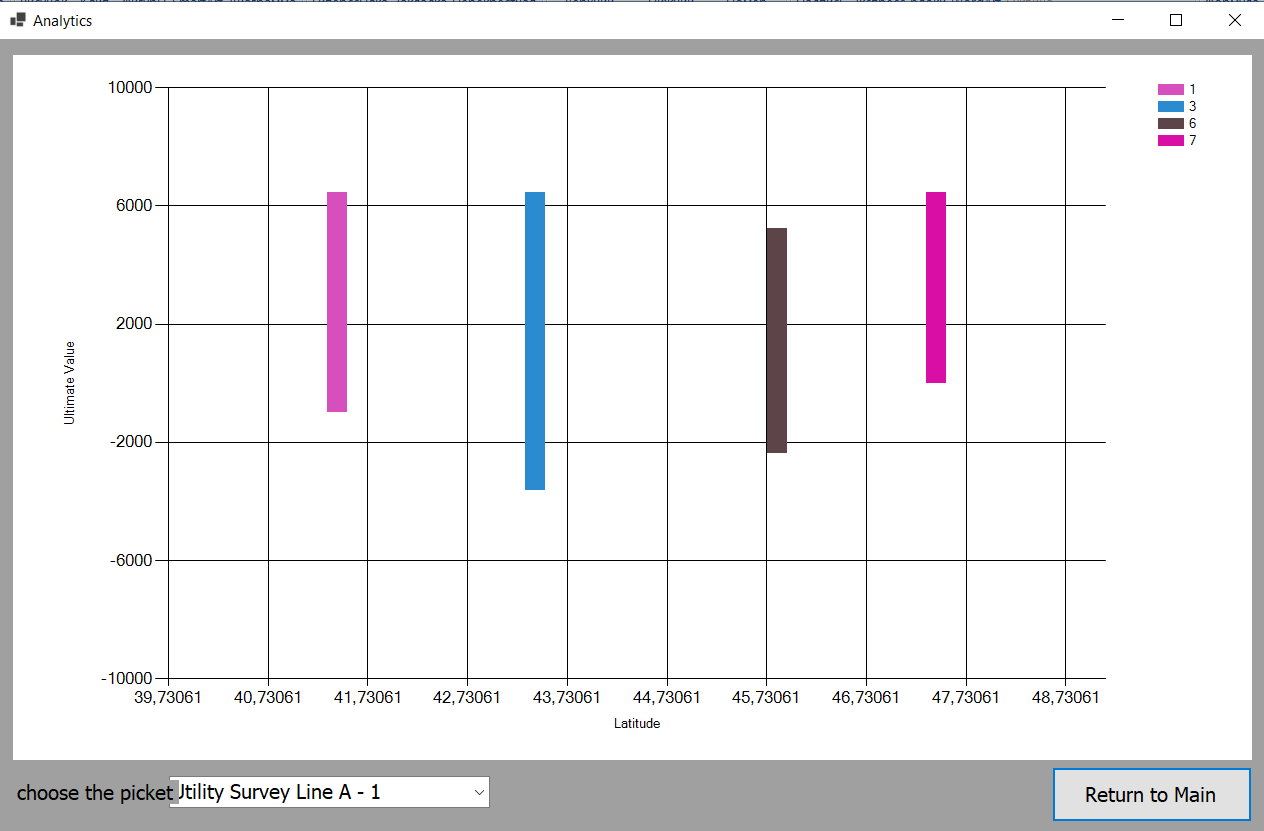 Analytics
10000
6000
2000
-2000
-6000
-10000
Ultimate Value
39,73061 40,73061 41,73061 42,73061 43,73061 44,73061 45,73061 46,73061 47,73061 48,73061
Latitude
1
3
6
7
choose the picket Utility Survey Line A - 1
Return to Main